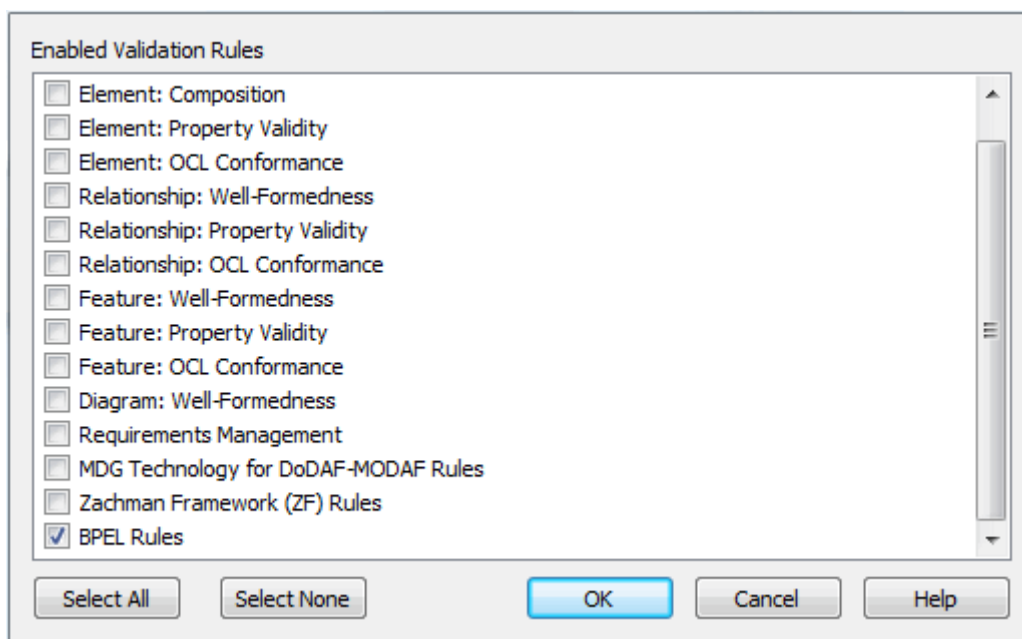 Enabled Validation Rules
Element: Composition
Element: Property Validity
Element: OCL Conformance
Relationship: Well-Formedness
Relationship: Property Validity
Relationship: OCL Conformance
Feature: Well-Formedness
Feature: Property Validity
Feature: OCL Conformance
Diagram: Well-Formedness
Requirements Management
MDG Technology for DoDAF-MODAF Rules
Zachman Framework (ZF) Rules
BPEL Rules
Select All Select None OK Cancel Help